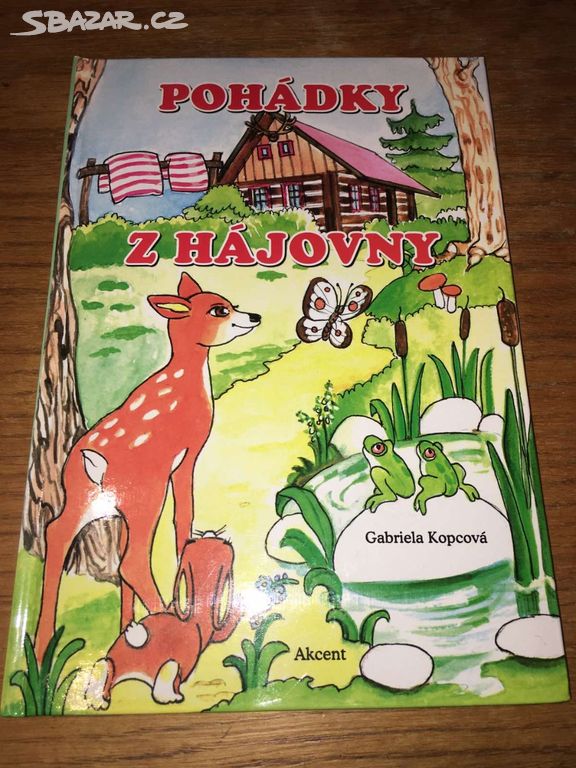 SBAZAR.CZ
POHÁDKY
Z HÁJOVNY
Gabriela Kopcová
Akcent